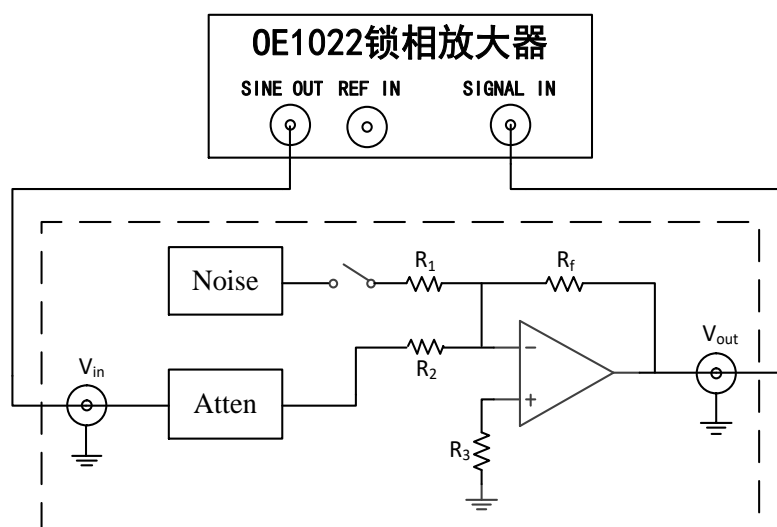 OE1022锁相放大器
SINE OUT REF IN SIGNAL IN
Noise
R1
Rf
Vin
Atten
R2
Vout
R3